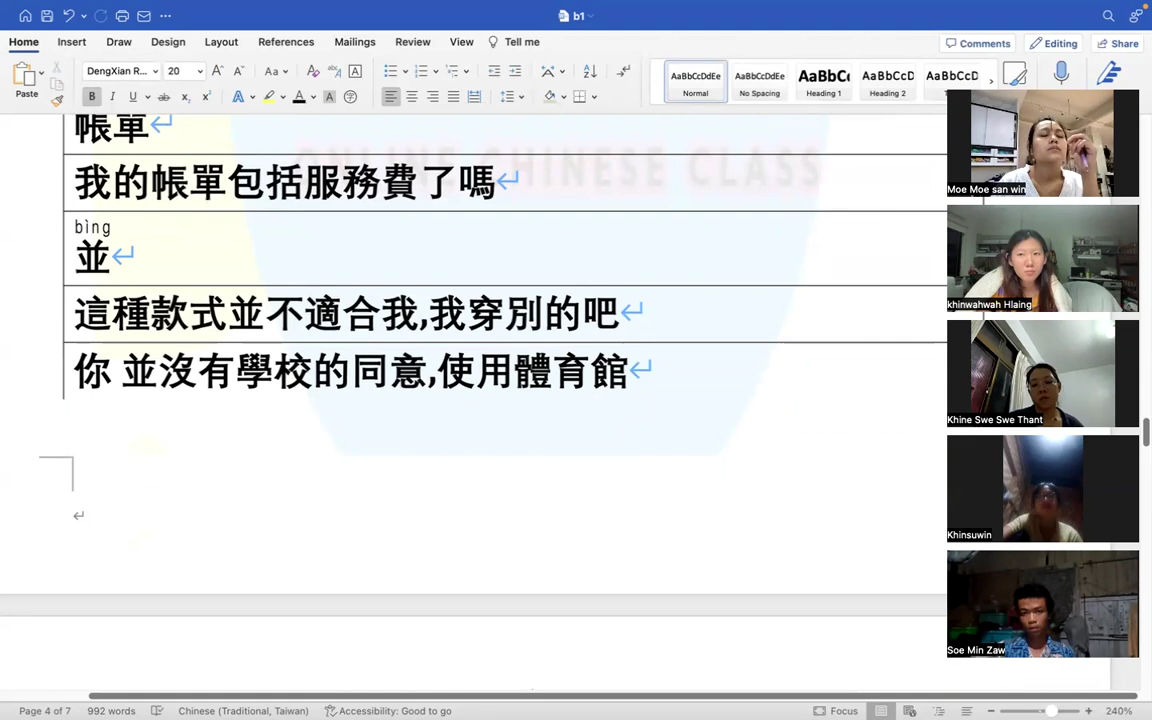 b1
Home Insert Draw Design Layout References Mailings Review View Tell me
Comments Editing Share
Paste
DengXian R... 20
AaBbCcDdEe AaBbCcDdEe AaBbC AaBbCcD AaBbCcD
Normal No Spacing Heading 1 Heading 2
ONLINE CHINESE CLASS
帳單
我的帳單包括服務費了嗎
bìng
並
這種款式並不適合我,我穿別的吧
你 並沒有學校的同意,使用體育館
Moe Moe san win
khinwahwah Hlaing
Khine Swe Swe Thant
Khinsuwin
Soe Min Zaw
Page 4 of 7 992 words Chinese (Traditional, Taiwan) Accessibility: Good to go Focus 240%